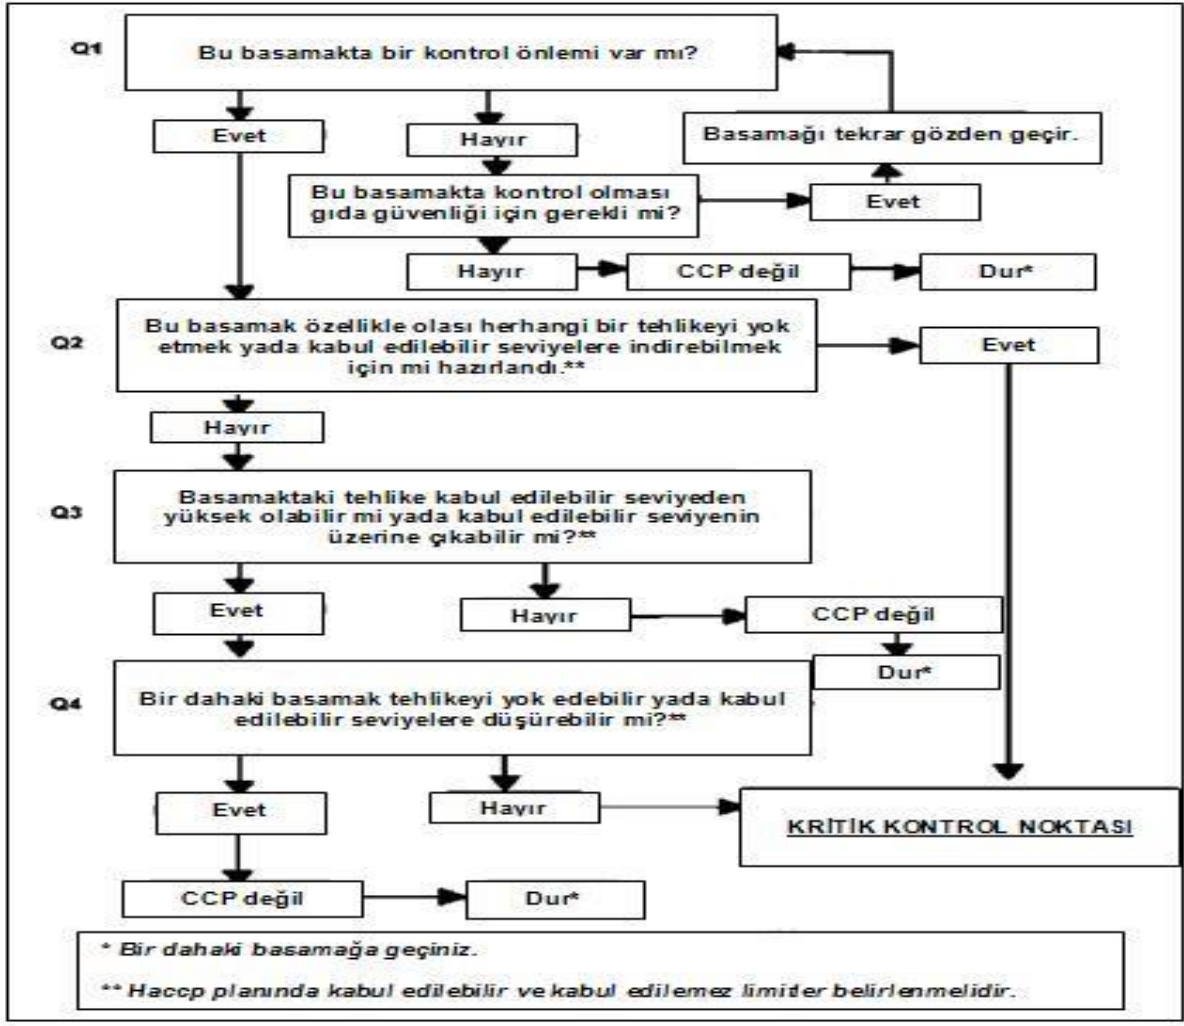 Q1
Bu basamakta bir kontrol önlemi var mı?
Evet
Hayır
Basamağı tekrar gözden geçir.
Bu basamakta kontrol olması
gıda güvenliği için gerekli mi?
Evet
Hayır
CCP değil
Dur*
Q2
Bu basamak özellikle olası herhangi bir tehlikeyi yok
etmek yada kabul edilebilir seviyelere indirebilmek
için mi hazırlandı.**
Evet
Hayır
Q3
Basamaktaki tehlike kabul edilebilir seviyeden
yüksek olabilir mi yada kabul edilebilir seviyenin
üzerine çıkabilir mi?**
Evet
Hayır
CCP değil
Dur*
Q4
Bir dahaki basamak tehlikeyi yok edebilir yada kabul
edilebilir seviyelere düşürebilir mi?**
Evet
Hayır
KRİTİK KONTROL NOKTASI
CCP değil
Dur*
* Bir dahaki basamağa geçiniz.
** Haccp planında kabul edilebilir ve kabul edilemez limitler belirlenmelidir.